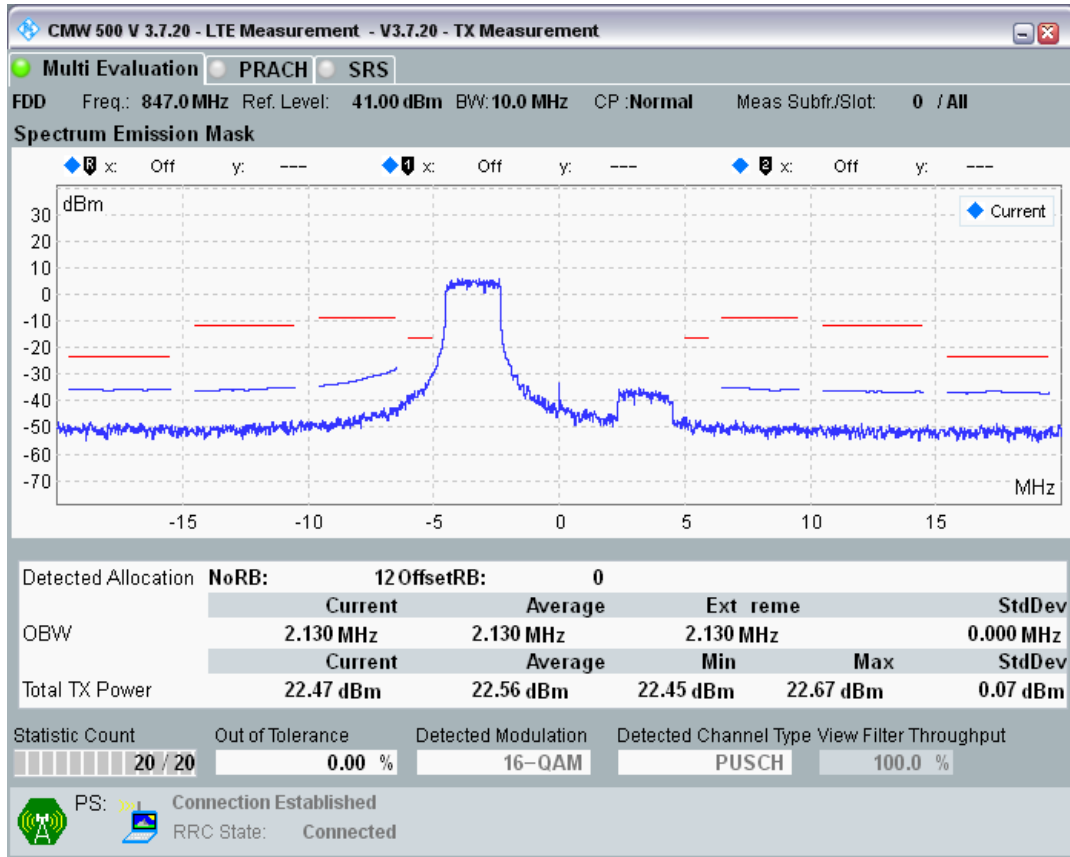 CMW 500 V 3.7.20 - LTE Measurement - V3.7.20 - TX Measurement
Multi Evaluation PRACH SRS
FDD Freq.: 847.0 MHz Ref. Level: 41.00 dBm BW: 10.0 MHz CP :Normal Meas Subfr./Slot: 0 / All
Spectrum Emission Mask
R x: Off y: --- 1 x: Off y: --- 2 x: Off y: ---
dBm
Current
30
20
10
0
-10
-20
-30
-40
-50
-60
-70
MHz
-15 -10 -5 0 5 10 15
Detected Allocation NoRB: 12 OffsetRB: 0
Current Average Ext reme StdDev
OBW 2.130 MHz 2.130 MHz 2.130 MHz 0.000 MHz
Current Average Min Max StdDev
Total TX Power 22.47 dBm 22.56 dBm 22.45 dBm 22.67 dBm 0.07 dBm
Statistic Count Out of Tolerance Detected Modulation Detected Channel Type View Filter Throughput
20 / 20 0.00 % 16-QAM PUSCH 100.0 %
PS: Connection Established
RRC State: Connected